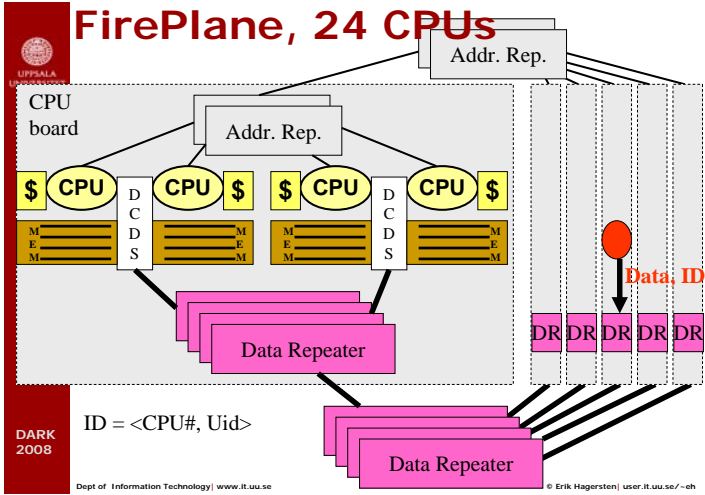 FirePlane, 24 CPUs
UPPSALA
UNIVERSITET
Addr. Rep.
CPU
board
Addr. Rep.
$ CPU
D
C
D
S
CPU $
$ CPU
D
C
D
S
CPU $
M
E
M
M
E
M
M
E
M
M
E
M
Data, ID
DR DR DR DR DR
Data Repeater
ID = <CPU#, Uid>
Data Repeater
DARK
2008
Dept of Information Technology| www.it.uu.se
© Erik Hagersten| user.it.uu.se/~eh